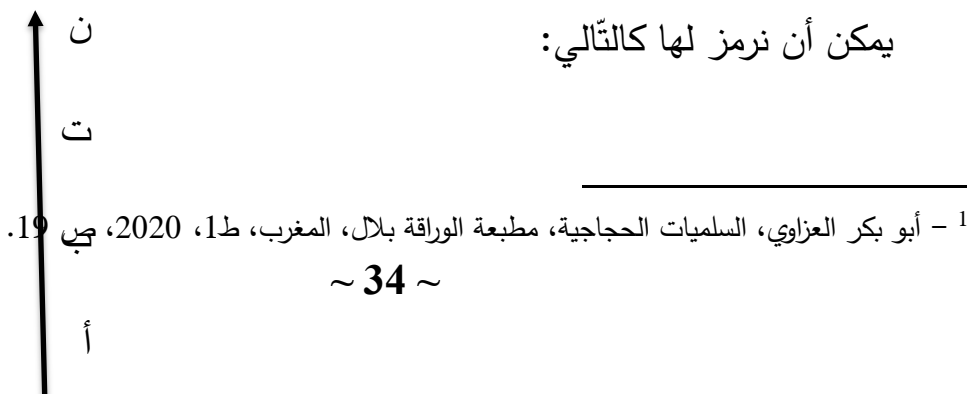 ن
يمكن أن نرمز لها كالتّالي:
ت
1 – أبو بكر العزاوي، السلميات الحجاجية، مطبعة الوراقة بلال، المغرب، ط1، 2020، ص 19.
ب
~ 34 ~
أ